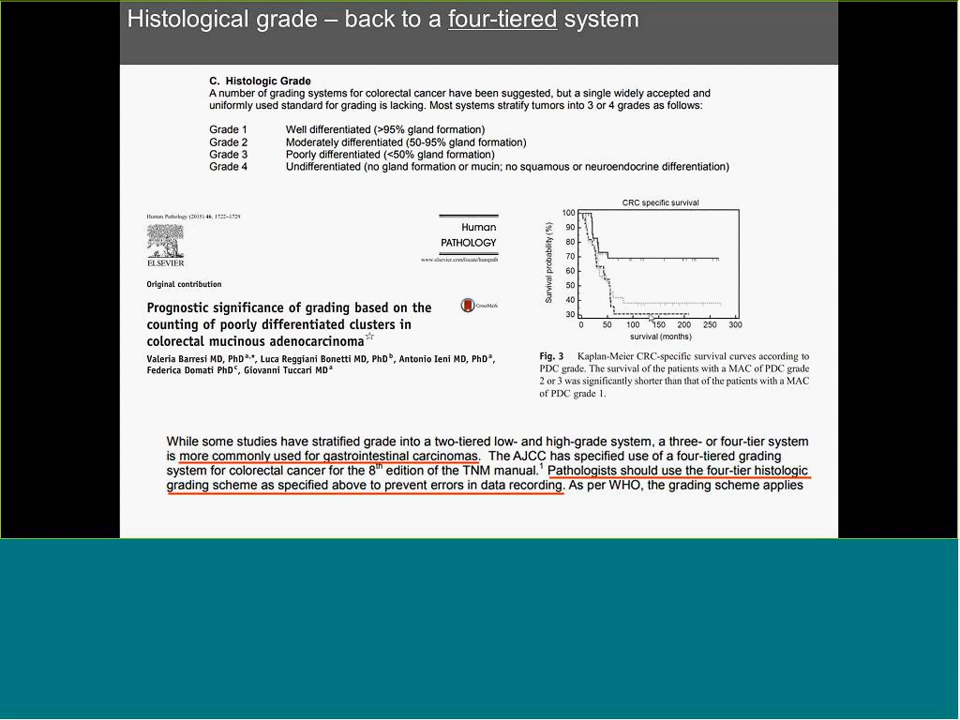 Histological grade – back to a four-tiered system
C. Histologic Grade
A number of grading systems for colorectal cancer have been suggested, but a single widely accepted and
uniformly used standard for grading is lacking. Most systems stratify tumors into 3 or 4 grades as follows:
Grade 1 Well differentiated (>95% gland formation)
Grade 2 Moderately differentiated (50-95% gland formation)
Grade 3 Poorly differentiated (<50% gland formation)
Grade 4 Undifferentiated (no gland formation or mucin; no squamous or neuroendocrine differentiation)
Human Pathology (2015) 46, 1722–1729
ELSEVIER
Human
PATHOLOGY
www.elsevier.com/locate/humpath
Original contribution
Prognostic significance of grading based on the
counting of poorly differentiated clusters in
colorectal mucinous adenocarcinoma☆
CrossMark
Valeria Barresi MD, PhD a,*, Luca Reggiani Bonetti MD, PhD b, Antonio Ieni MD, PhD a,
Federica Domati PhD c, Giovanni Tuccari MD a
CRC specific survival
Survival probability (%)
100
90
80
70
60
50
40
30
0 50 100 150 200 250 300
survival (months)
Fig. 3 Kaplan-Meier CRC-specific survival curves according to
PDC grade. The survival of the patients with a MAC of PDC grade
2 or 3 was significantly shorter than that of the patients with a MAC
of PDC grade 1.
While some studies have stratified grade into a two-tiered low- and high-grade system, a three- or four-tier system
is more commonly used for gastrointestinal carcinomas. The AJCC has specified use of a four-tiered grading
system for colorectal cancer for the 8th edition of the TNM manual.1 Pathologists should use the four-tier histologic
grading scheme as specified above to prevent errors in data recording. As per WHO, the grading scheme applies